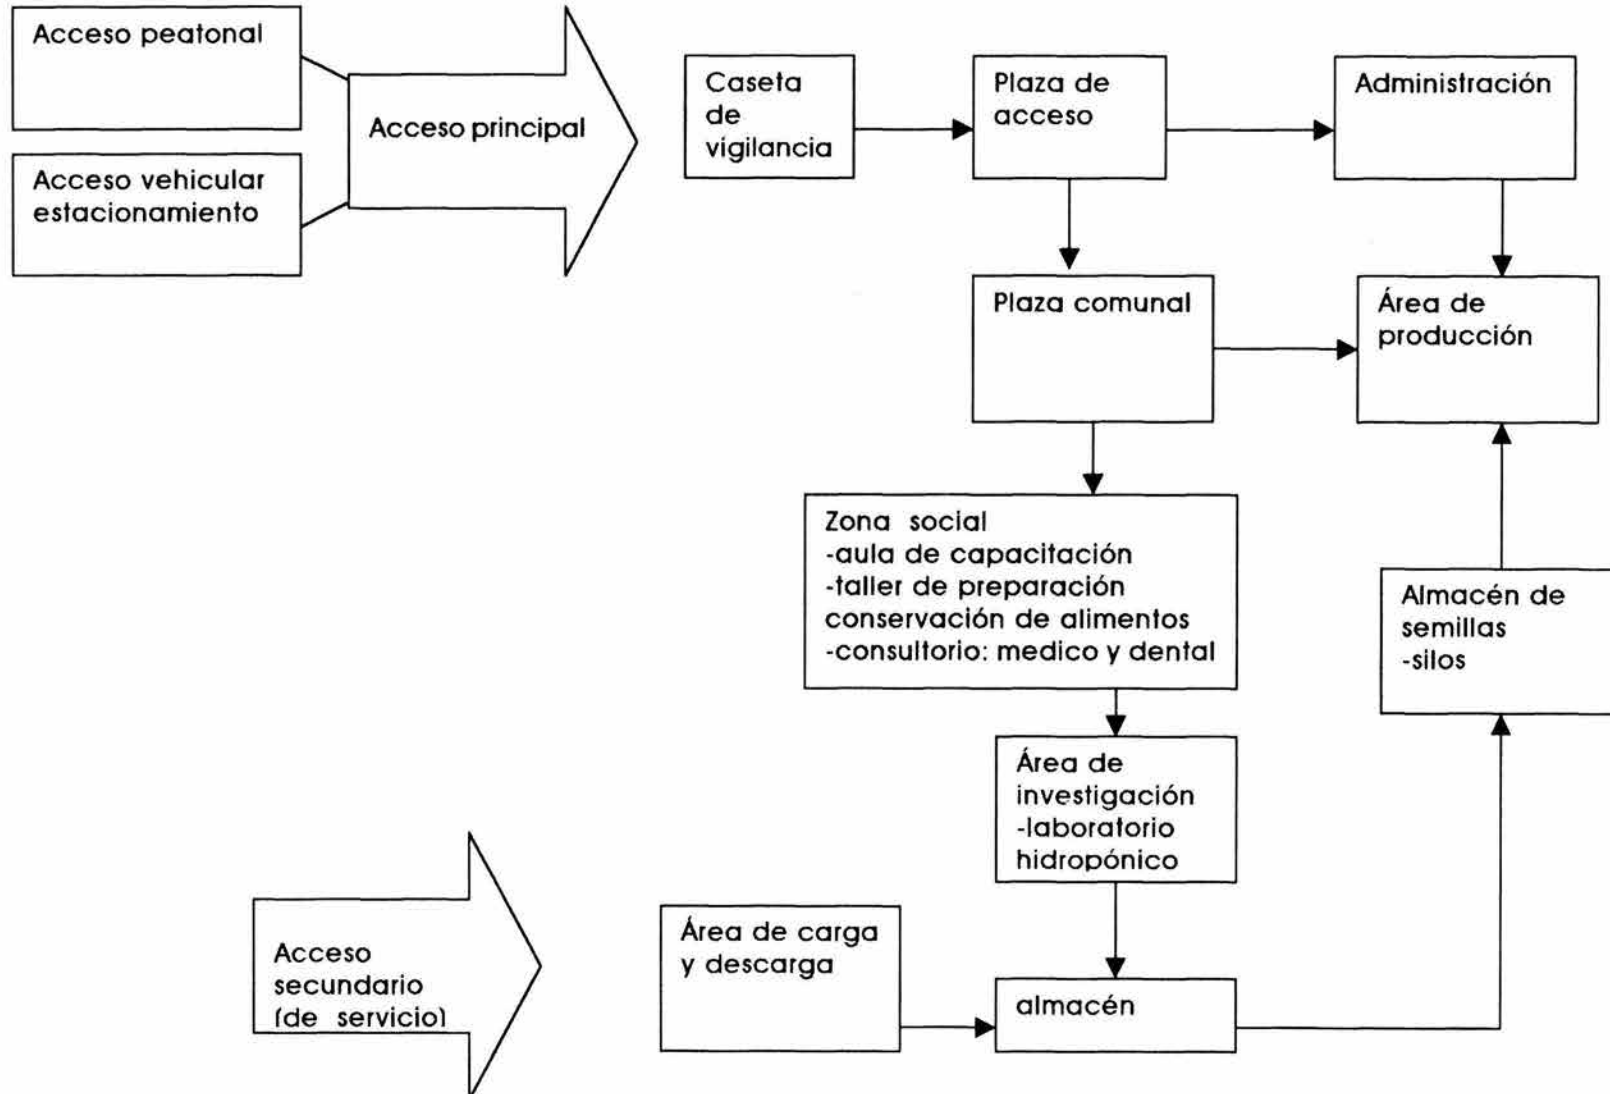 Acceso peatonal
Acceso vehicular
estacionamiento
Acceso principal
Caseta
de
vigilancia
Plaza de
acceso
Administración
Plaza comunal
Área de
producción
Zona social
-aula de capacitación
-taller de preparación
conservación de alimentos
-consultorio: medico y dental
Almacén de
semillas
-silos
Área de
investigación
-laboratorio
hidropónico
Acceso
secundario
(de servicio)
Área de carga
y descarga
almacén